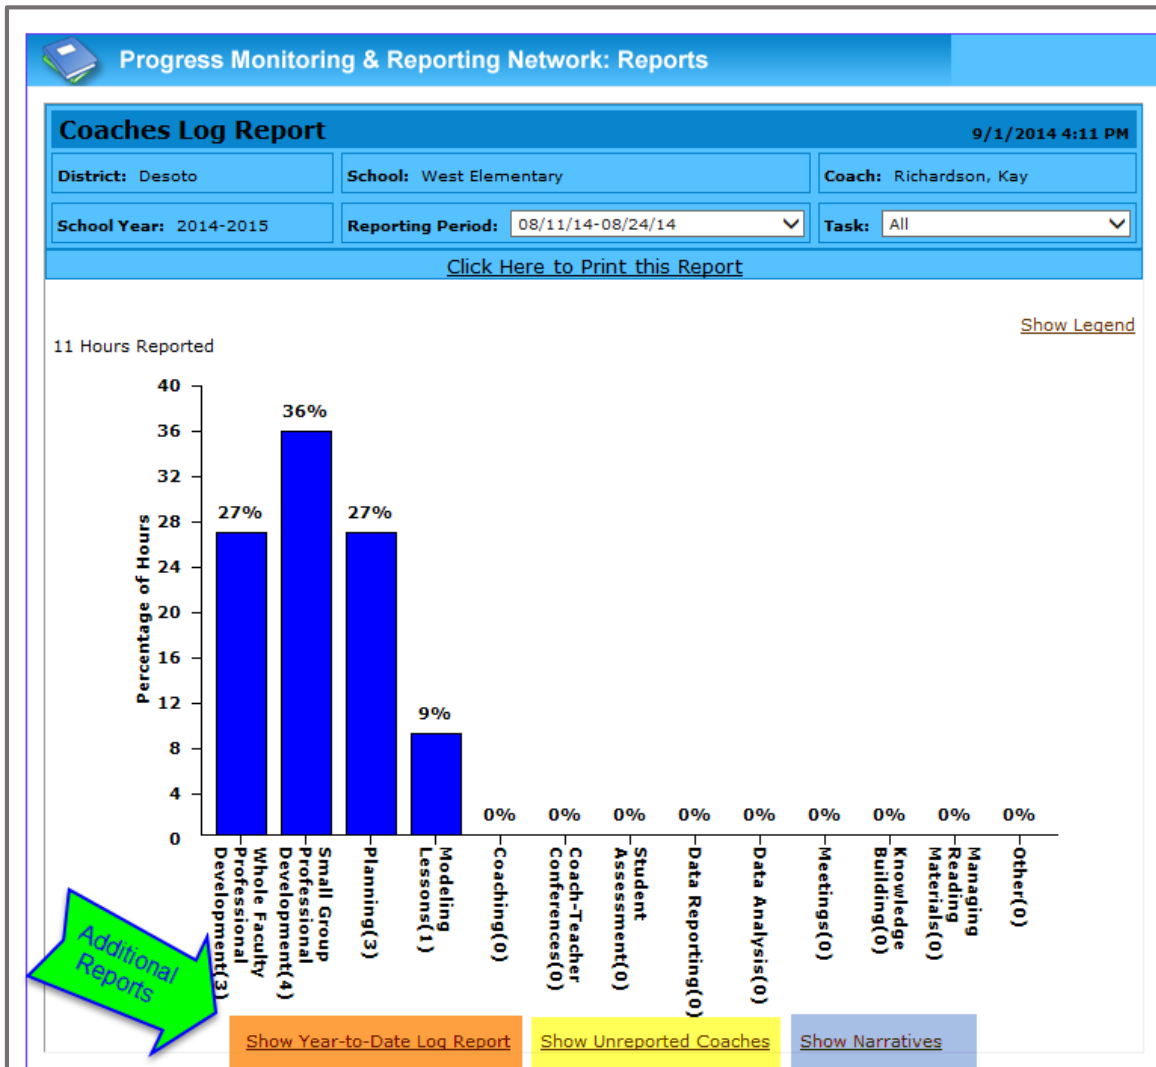 Progress Monitoring & Reporting Network: Reports
Coaches Log Report
9/1/2014 4:11 PM
District: Desoto
School: West Elementary
Coach: Richardson, Kay
School Year: 2014-2015
Reporting Period: 08/11/14-08/24/14
Task: All
Click Here to Print this Report
Show Legend
11 Hours Reported
Percentage of Hours
40
36
32
28
24
20
16
12
8
4
0
27%
36%
27%
9%
0%
0%
0%
0%
0%
0%
0%
0%
0%
Whole Faculty
Professional
Development(3)
Small Group
Professional
Development(4)
Planning(3)
Modeling
Lessons(1)
Coaching(0)
Coach-Teacher
Conferences(0)
Student
Assessment(0)
Data Reporting(0)
Data Analysis(0)
Meetings(0)
Knowledge
Building(0)
Managing
Reading
Materials(0)
Other(0)
Additional
Reports
Show Year-to-Date Log Report
Show Unreported Coaches
Show Narratives